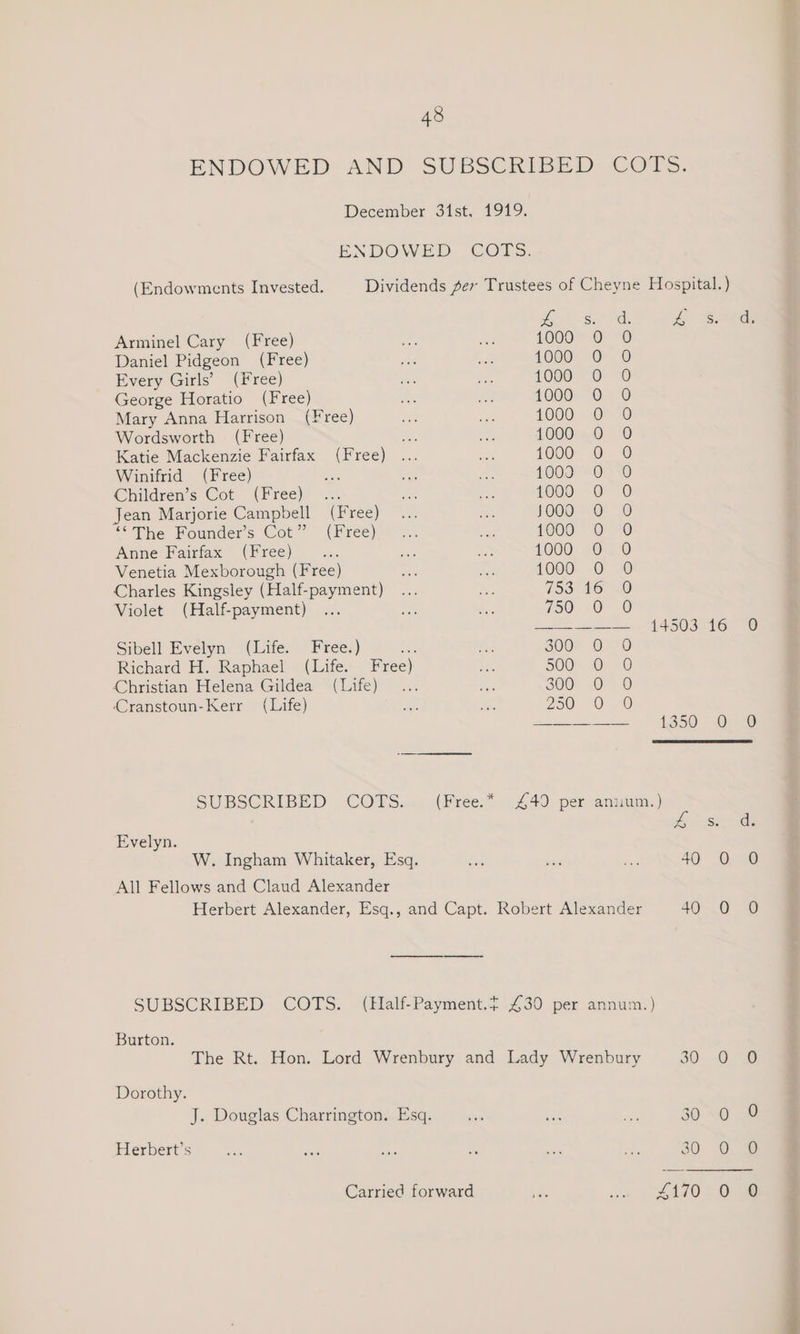 48
ENDOWED AND SUBSCRIBED COTS.
December 31st, 1919.
ENDOWED COTS.
(Endowments Invested. Dividends per Trustees of Cheyne Hospital.)
£ s. d. £ s. d.
Arminel Cary (Free) ... ... 1000 0 0
Daniel Pidgeon (Free) ... ... 1000 0 0
Every Girls' (Free) ... ... 1000 0 0
George Horatio (Free) ... ... 1000 0 0
Mary Anna Harrison (Free) ... ... 1000 0 0
Wordsworth (Free) ... ... 1000 0 0
Katie Mackenzie Fairfax (Free) ... ... 1000 0 0
Winifrid (Free) ... ... ... 1000 0 0
Children's Cot (Free) ... ... ... 1000 0 0
Jean Marjorie Campbell (Free) ... ... 1000 0 0
"The Founder's Cot" (Free) ... ... 1000 0 0
Anne Fairfax (Free) ... ... ... 1000 0 0
Venetia Mexborough (Free) ... ... 1000 0 0
Charles Kingsley (Half-payment) ... ... 753 16 0
Violet (Half-payment) ... ... ... 750 0 0
14503 16 0
Sibell Evelyn (Life. Free.) ... ... 300 0 0
Richard H. Raphael (Life. Free) ... 500 0 0
Christian Helena Gildea (Life) ... ... 300 0 0
Cranstoun-Kerr (Life) ... ... 250 0 0
1350 0 0
SUBSCRIBED COTS. (Free.* £40 per annum.)
£ s. d.
Evelyn.
W. Ingham Whitaker, Esq. ... ... ... 40 0 0
All Fellows and Claud Alexander
Herbert Alexander, Esq., and Capt. Robert Alexander 40 0 0
SUBSCRIBED COTS. (Half-Payment.‡ £30 per annum.)
Burton.
The Rt. Hon. Lord Wrenbury and Lady Wrenbury 30 0 0
Dorothy.
J. Douglas Charrington, Esq. ... ... ... 30 0 0
Herbert's ... ... ... ... ... ... 30 0 0
Carried forward ... ... £170 0 0